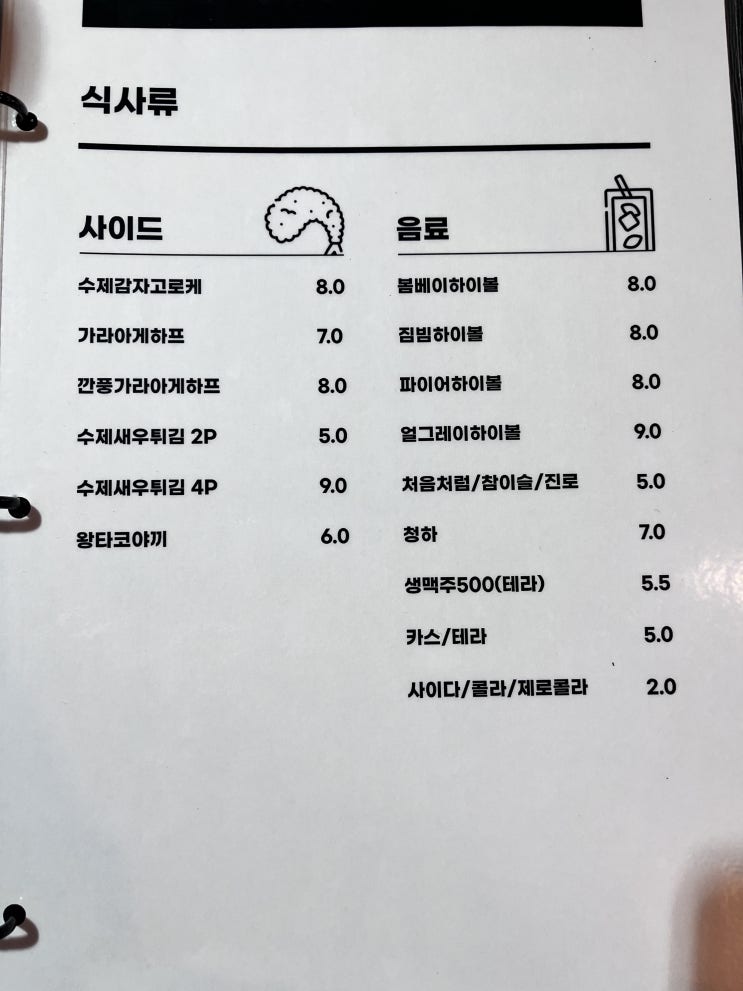 식사류
사이드
수제감자고로케 8.0
가라아게하프 7.0
깐풍가라아게하프 8.0
수제새우튀김 2P 5.0
수제새우튀김 4P 9.0
왕타코야끼 6.0
음료
봄베이하이볼 8.0
짐빔하이볼 8.0
파이어하이볼 8.0
얼그레이하이볼 9.0
처음처럼/참이슬/진로 5.0
청하 7.0
생맥주500(테라) 5.5
카스/테라 5.0
사이다/콜라/제로콜라 2.0